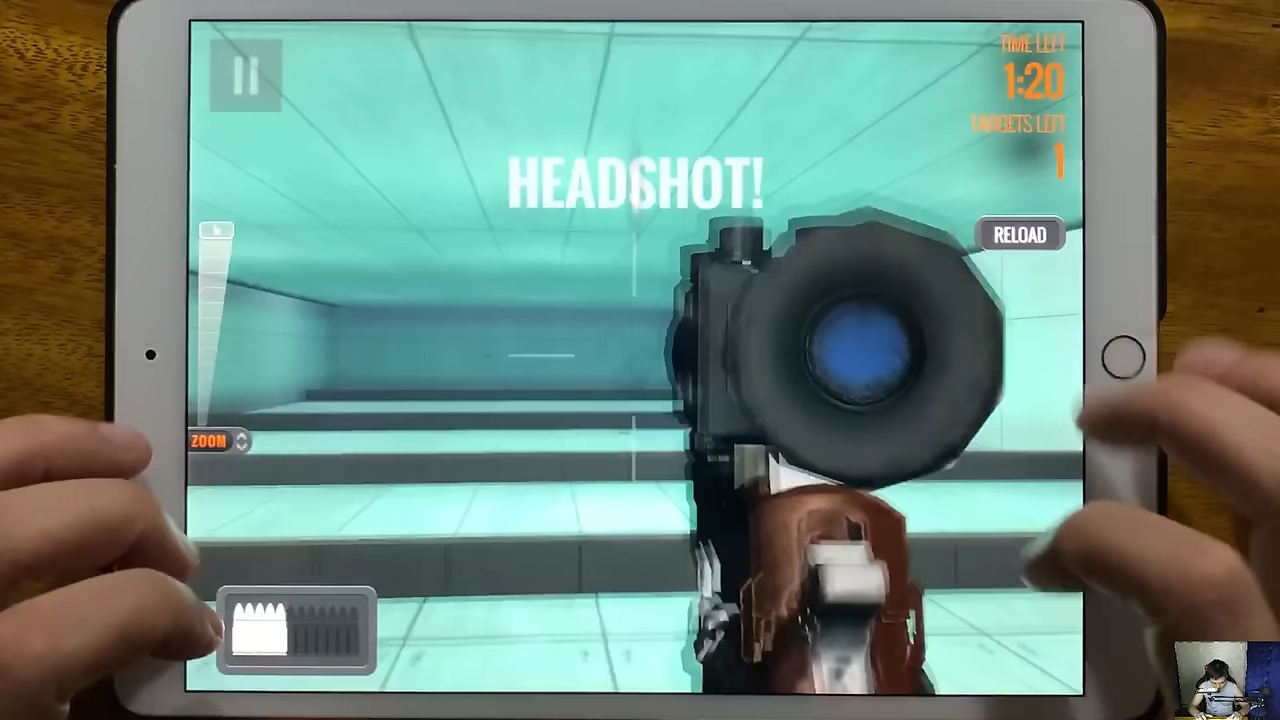 TIME LEFT
1:20
TARGETS LEFT
1
HEADSHOT!
RELOAD
ZOOM